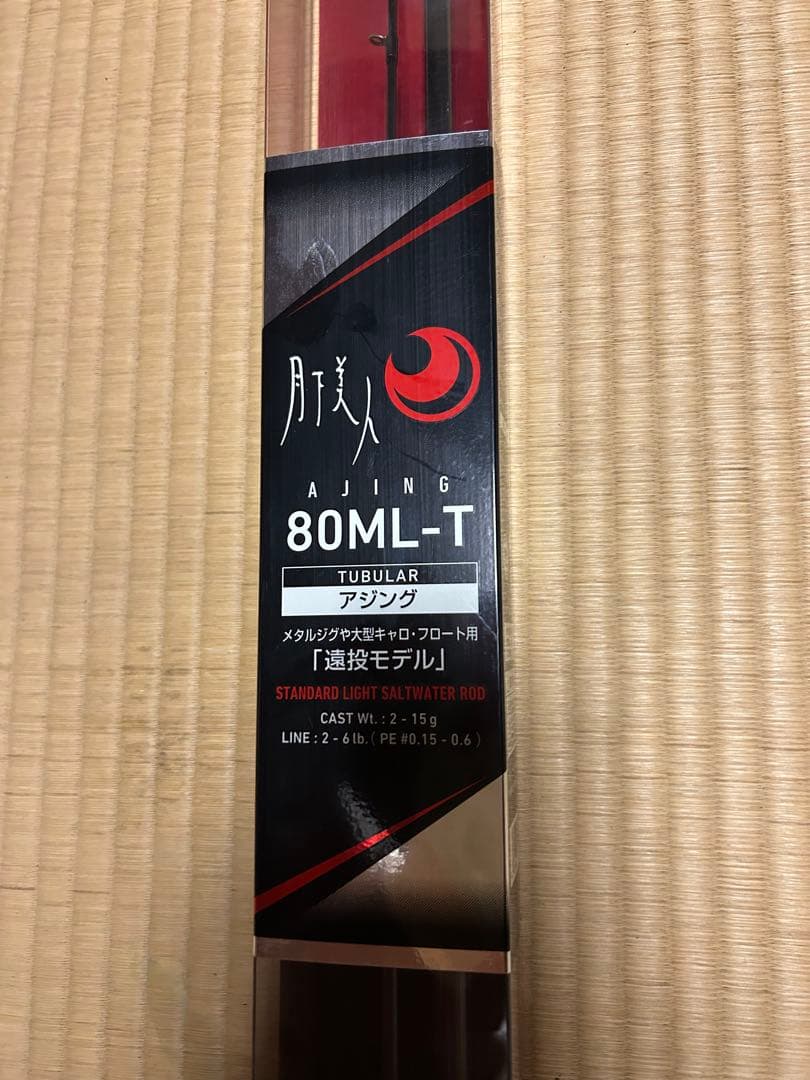 月下美人
AJING
80ML-T
TUBULAR
アジング
メタルジグや大型キャロ・フロート用
「遠投モデル」
STANDARD LIGHT SALTWATER ROD
CAST Wt. : 2 - 15g
LINE : 2 - 6 lb. ( PE #0.15 - 0.6 )